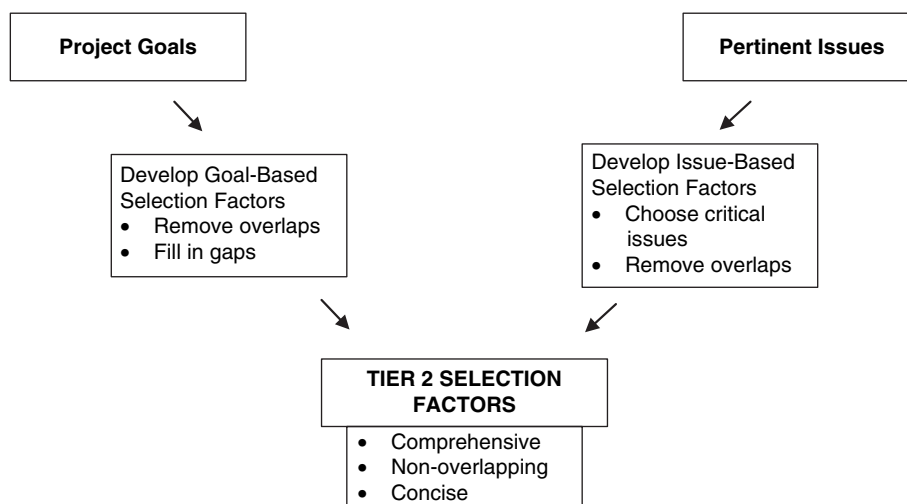 Project Goals
Pertinent Issues
Develop Goal-Based
Selection Factors
• Remove overlaps
• Fill in gaps
Develop Issue-Based
Selection Factors
• Choose critical
issues
• Remove overlaps
TIER 2 SELECTION
FACTORS
• Comprehensive
• Non-overlapping
• Concise